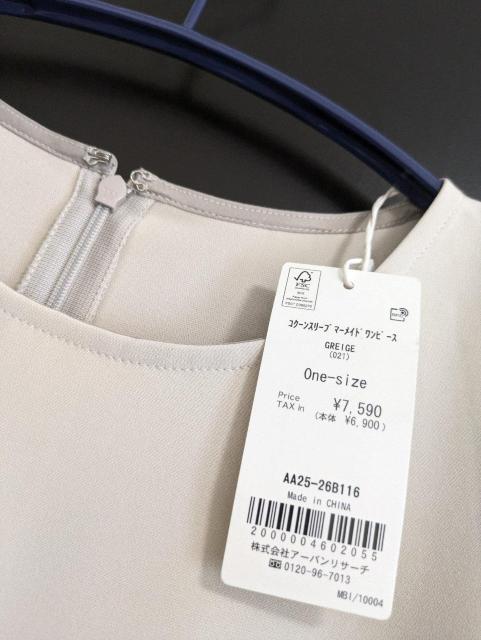 FSC
コクーンスリーブ マーメイドワンピース
GREIGE
(021)
One-size
Price
TAX in
¥7,590
(本体 ¥6,900)
AA25-26B116
Made in CHINA
2000004602055
株式会社アーバンリサーチ
0120-96-7013
MBI/10004